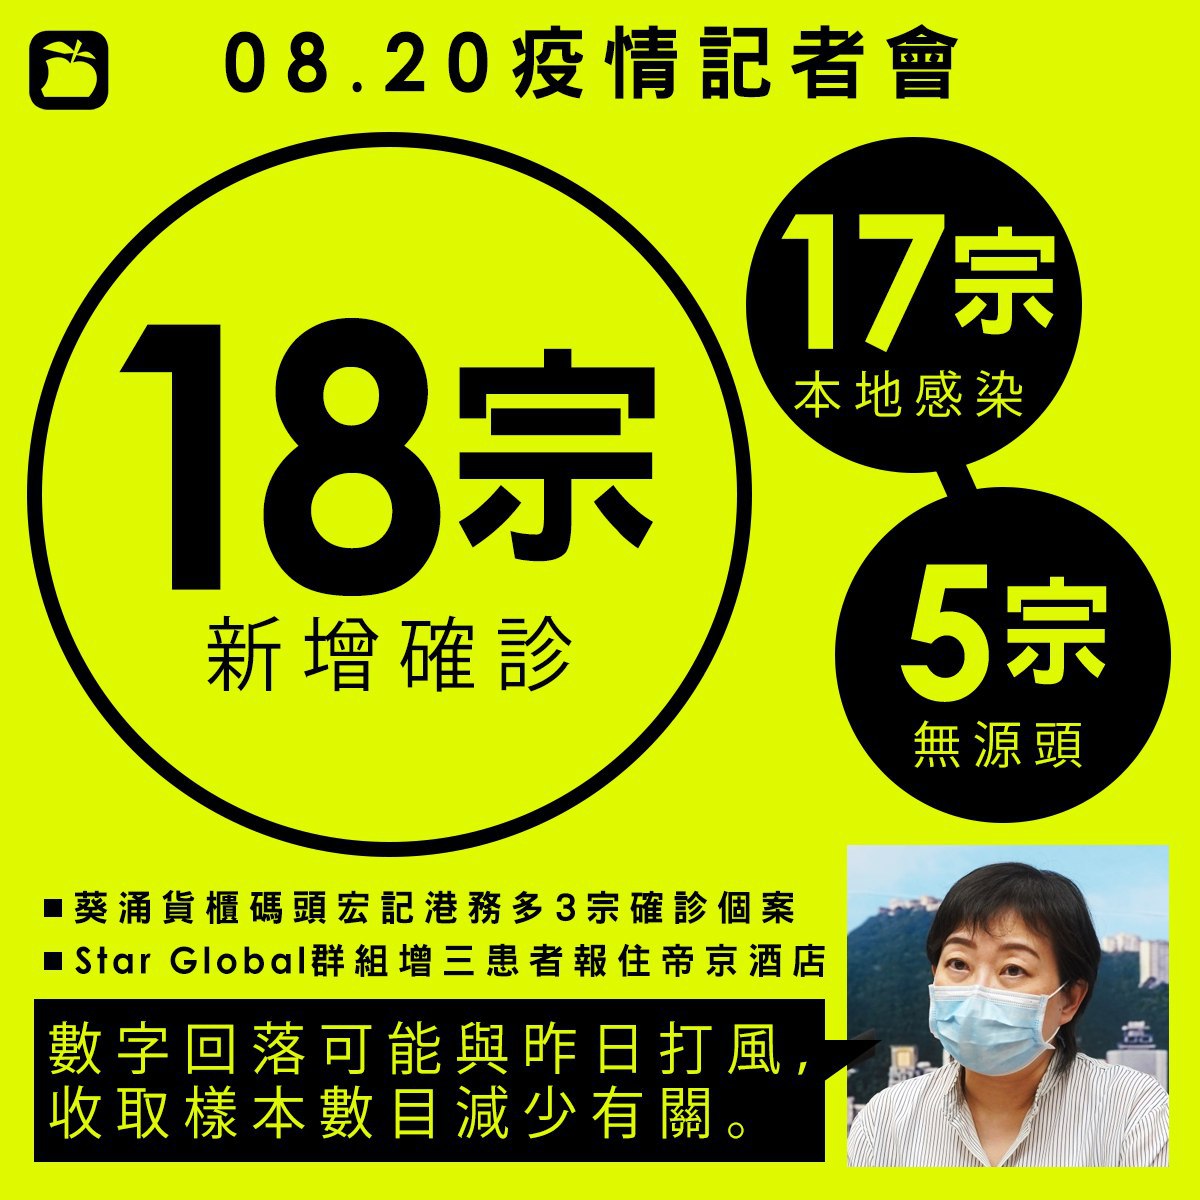 08.20疫情記者會
18宗
新增確診
17宗
本地感染
5宗
無源頭
■葵涌貨櫃碼頭宏記港務多3宗確診個案
■Star Global群組增三患者報住帝京酒店
數字回落可能與昨日打風,
收取樣本數目減少有關。